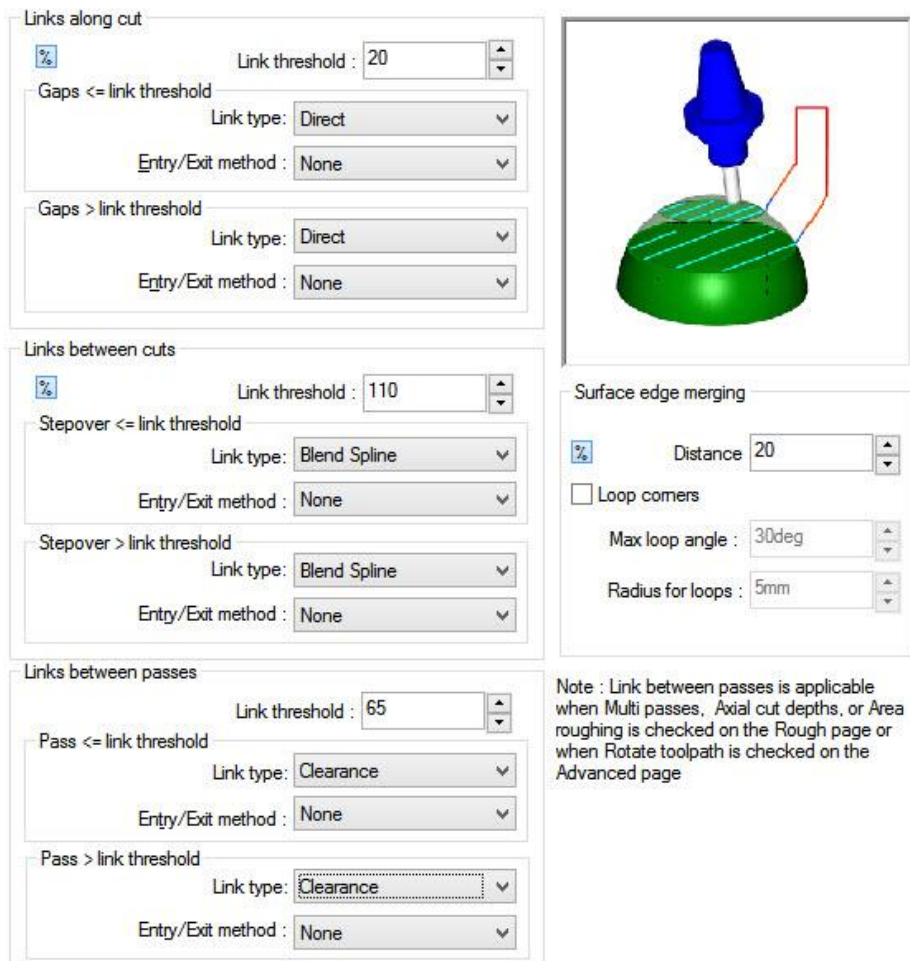 Links along cut
%
Link threshold : 20
Gaps <= link threshold
Link type: Direct
Entry/Exit method : None
Gaps > link threshold
Link type: Direct
Entry/Exit method : None
Links between cuts
%
Link threshold : 110
Stepover <= link threshold
Link type: Blend Spline
Entry/Exit method : None
Stepover > link threshold
Link type: Blend Spline
Entry/Exit method : None
Links between passes
Link threshold : 65
Pass <= link threshold
Link type: Clearance
Entry/Exit method : None
Pass > link threshold
Link type: Clearance
Entry/Exit method : None
Surface edge merging
%
Distance 20
Loop corners
Max loop angle : 30deg
Radius for loops : 5mm
Note : Link between passes is applicable
when Multi passes, Axial cut depths, or Area
roughing is checked on the Rough page or
when Rotate toolpath is checked on the
Advanced page